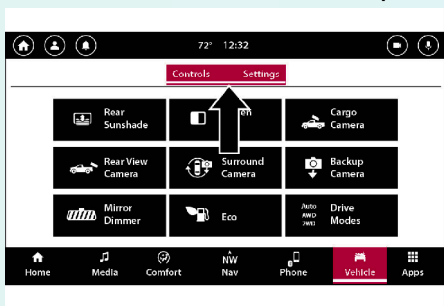 72° 12:32
Controls Settings
Rear
Sunshade
Cargo
Camera
Rear View
Camera
Surround
Camera
Backup
Camera
Mirror
Dimmer
Eco
Auto
AWD
2WD
Drive
Modes
Home
Media
Comfort
NW
Nav
Phone
Vehicle
Apps